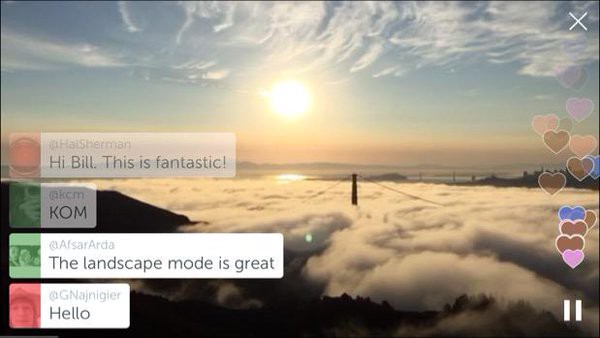 @HalSherman
Hi Bill. This is fantastic!
@kcm
KOM
@AfsarArda
The landscape mode is great
@GNajnigier
Hello